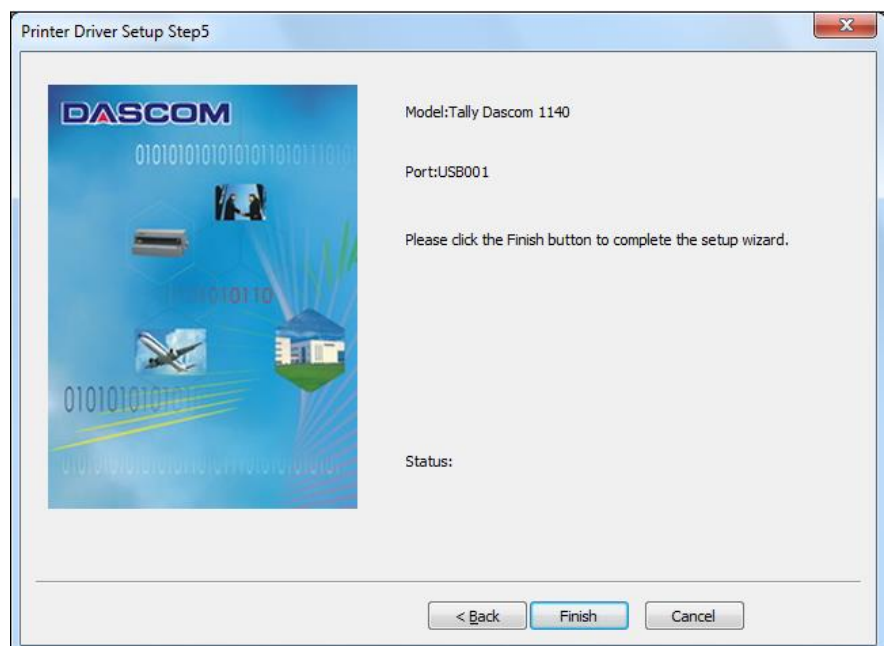 Printer Driver Setup Step5
DASCOM
Model:Tally Dascom 1140
Port:USB001
Please click the Finish button to complete the setup wizard.
010110
Status:
< Back
Finish
Cancel